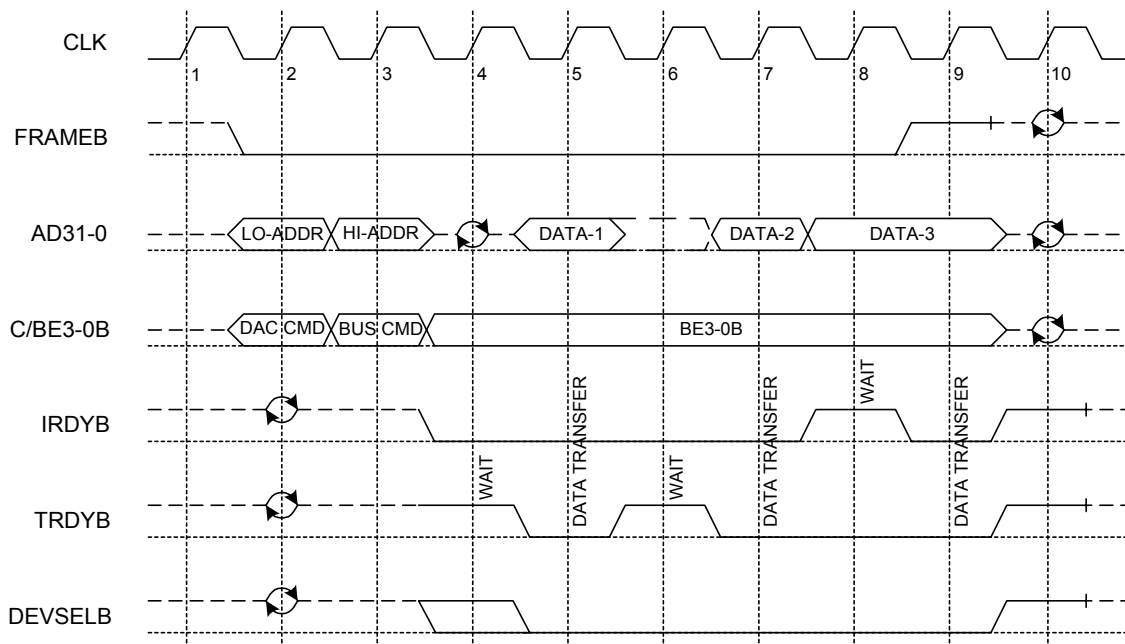 CLK
1 2 3 4 5 6 7 8 9 10
FRAMEB
AD31-0
LO-ADDR HI-ADDR DATA-1 DATA-2 DATA-3
C/BE3-0B
DAC CMD BUS CMD BE3-0B
IRDYB
DATA TRANSFER
DATA TRANSFER
WAIT
DATA TRANSFER
TRDYB
WAIT
WAIT
DEVSELB